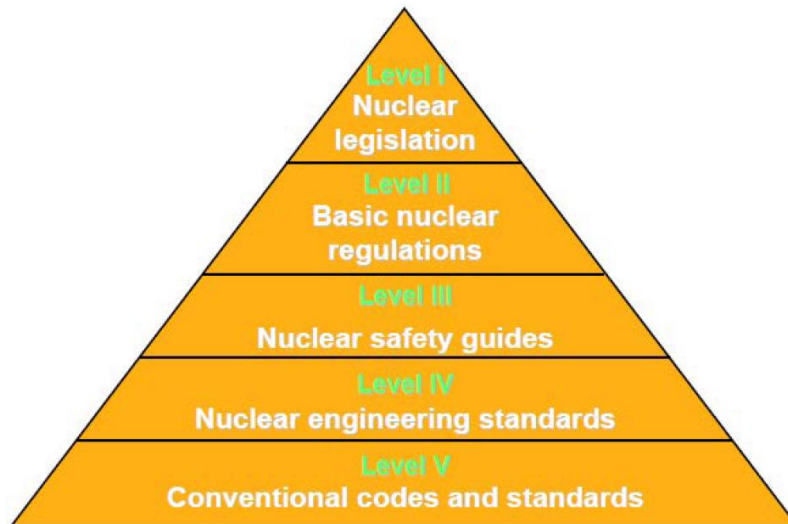 Level I
Nuclear
legislation
Level II
Basic nuclear
regulations
Level III
Nuclear safety guides
Level IV
Nuclear engineering standards
Level V
Conventional codes and standards